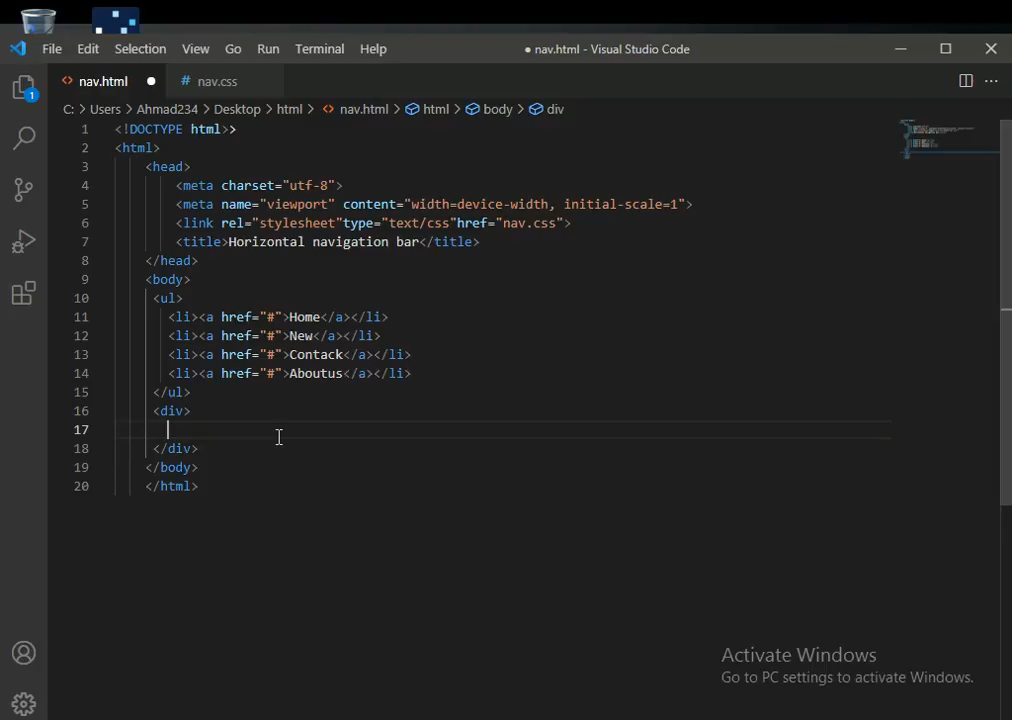 File Edit Selection View Go Run Terminal Help ● nav.html - Visual Studio Code
<> nav.html ● # nav.css ···
1
C: > Users > Ahmad234 > Desktop > html > <> nav.html > html > body > div
1 <!DOCTYPE html>>
2 <html>
3 <head>
4 <meta charset="utf-8">
5 <meta name="viewport" content="width=device-width, initial-scale=1">
6 <link rel="stylesheet"type="text/css"href="nav.css">
7 <title>Horizontal navigation bar</title>
8 </head>
9 <body>
10 <ul>
11 <li><a href="#">Home</a></li>
12 <li><a href="#">New</a></li>
13 <li><a href="#">Contack</a></li>
14 <li><a href="#">Aboutus</a></li>
15 </ul>
16 <div>
17
18 </div>
19 </body>
20 </html>
Activate Windows
Go to PC settings to activate Windows.